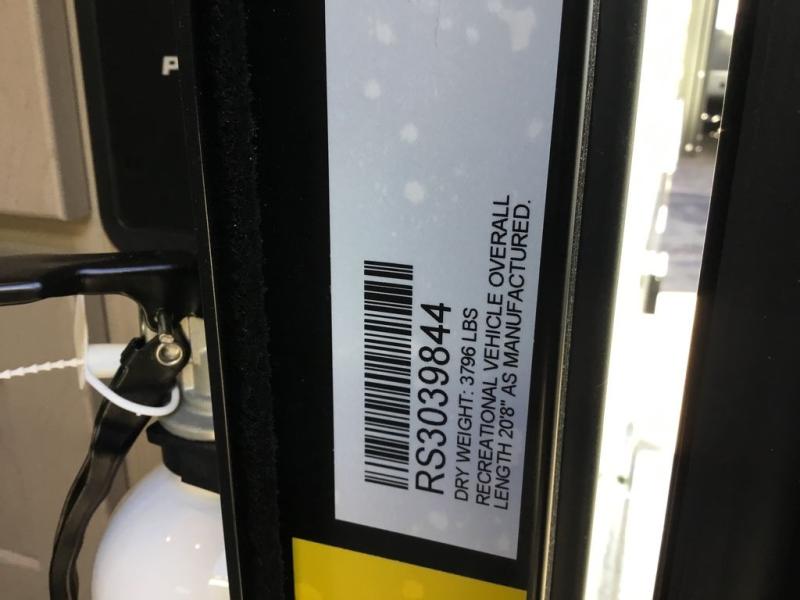 P
RS3039844
DRY WEIGHT: 3796 LBS
RECREATIONAL VEHICLE OVERALL
LENGTH 20'8" AS MANUFACTURED.